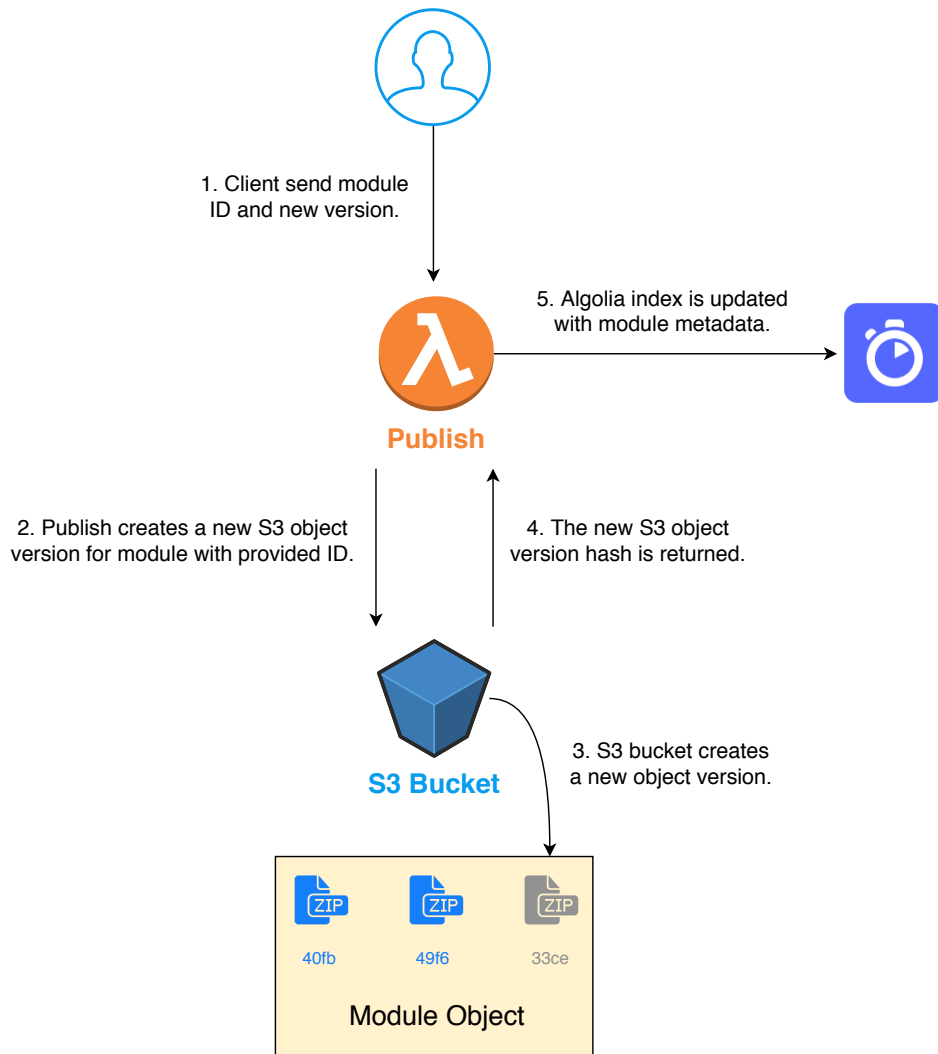 1. Client send module
ID and new version.
5. Algolia index is updated
with module metadata.
Publish
2. Publish creates a new S3 object
version for module with provided ID.
4. The new S3 object
version hash is returned.
S3 Bucket
3. S3 bucket creates
a new object version.
ZIP
ZIP
ZIP
40fb
49f6
33ce
Module Object